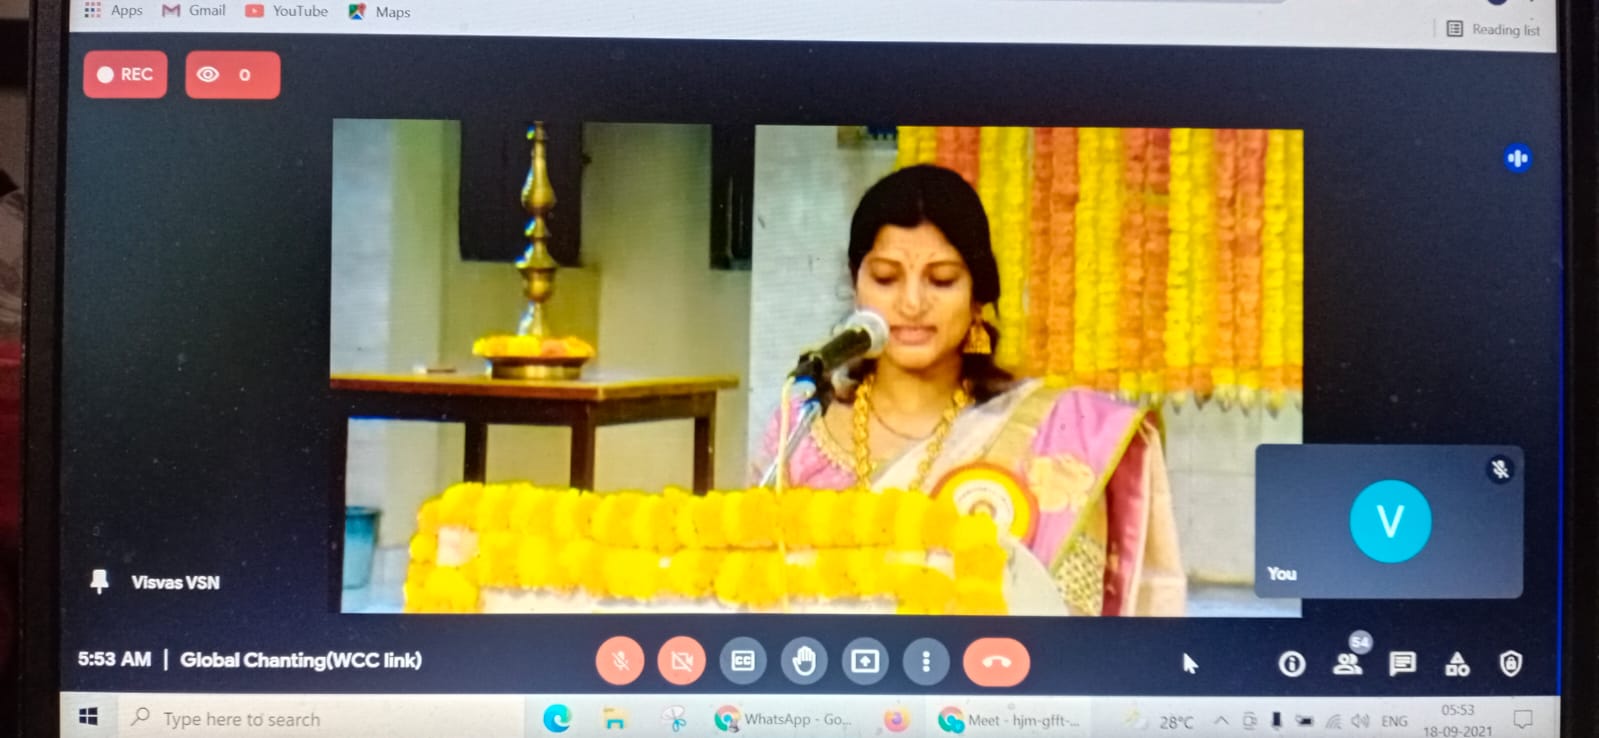 Apps Gmail YouTube Maps
Reading list
REC 0
Visvas VSN
V
You
5:53 AM | Global Chanting(WCC link)
CC
54
Type here to search
WhatsApp - Go...
Meet - hjm-gfft-...
28°C
ENG
05:53
18-09-2021